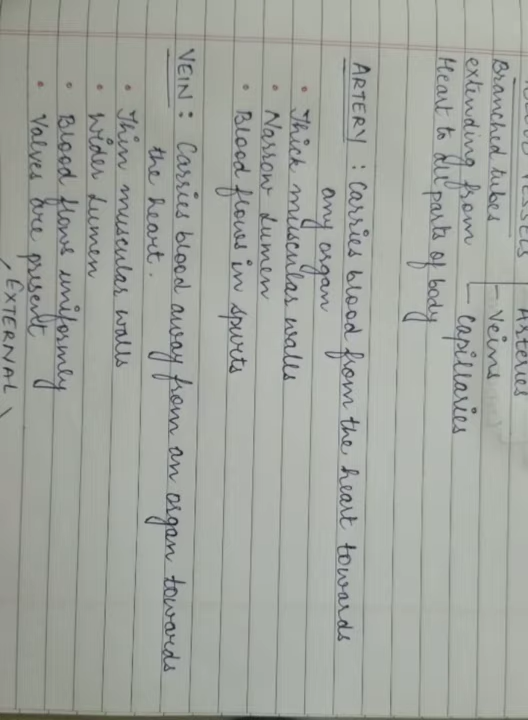 Branched tubes
extending from
Heart to all parts of body
Arteries
- Veins
- Capillaries
ARTERY : Carries blood from the heart towards
any organ
• Thick muscular walls
• Narrow Lumen
• Blood flows in spurts
VEIN : Carries blood away from an organ towards
the heart.
• Thin muscular walls
• Wider Lumen
• Blood flows uniformly
• Valves are present
EXTERNAL